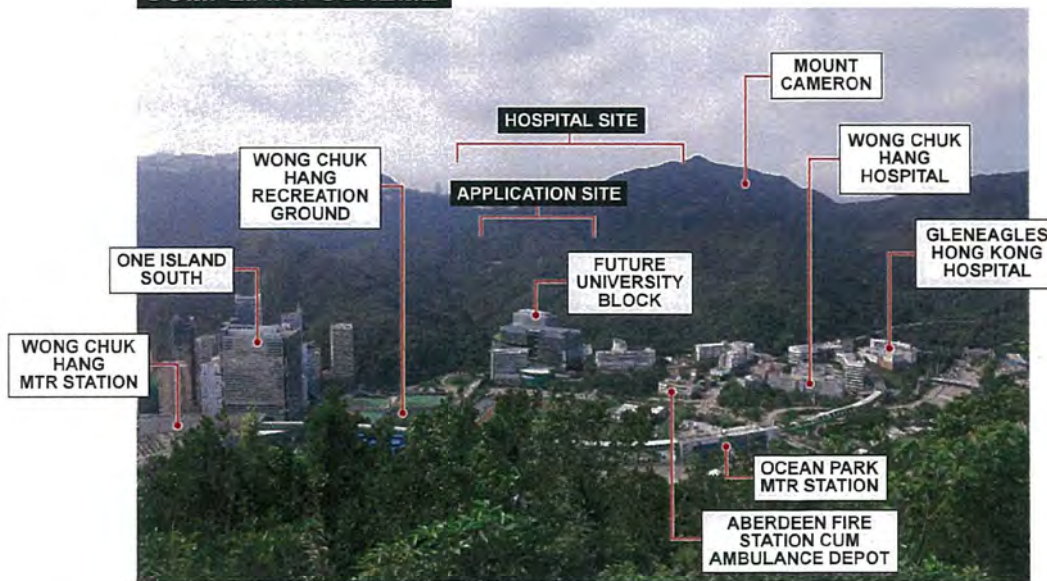 COMPLIANT SCHEME
MOUNT
CAMERON
HOSPITAL SITE
WONG CHUK
HANG
RECREATION
GROUND
WONG CHUK
HANG
HOSPITAL
APPLICATION SITE
GLENEAGLES
HONG KONG
HOSPITAL
ONE ISLAND
SOUTH
FUTURE
UNIVERSITY
BLOCK
WONG CHUK
HANG
MTR STATION
OCEAN PARK
MTR STATION
ABERDEEN FIRE
STATION CUM
AMBULANCE DEPOT